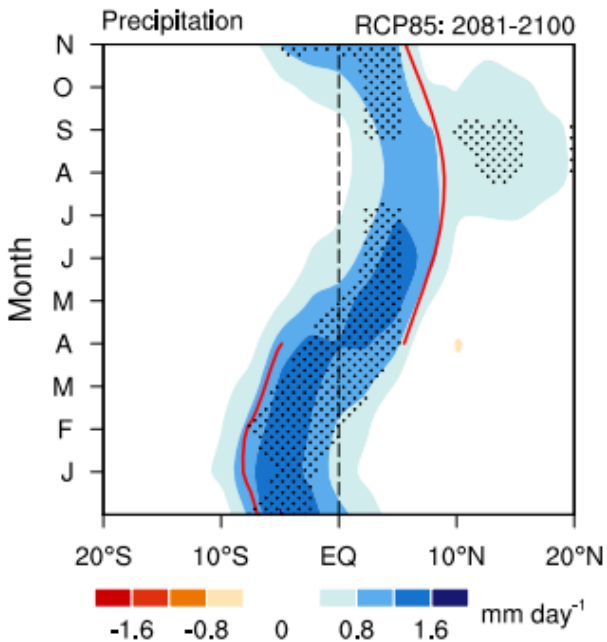 Precipitation RCP85: 2081-2100
N
O
S
A
J
J
M
A
M
F
J
Month
20°S 10°S EQ 10°N 20°N
-1.6 -0.8 0 0.8 1.6 mm day⁻¹